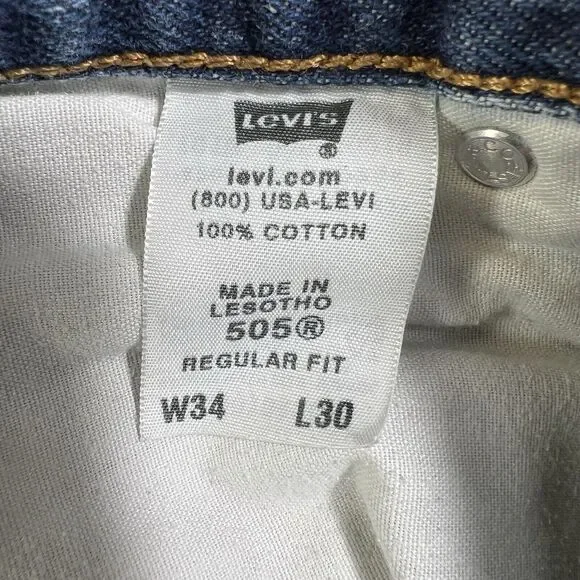 Levi's
®
levi.com
(800) USA-LEVI
100% COTTON
MADE IN
LESOTHO
505®
REGULAR FIT
W34 L30